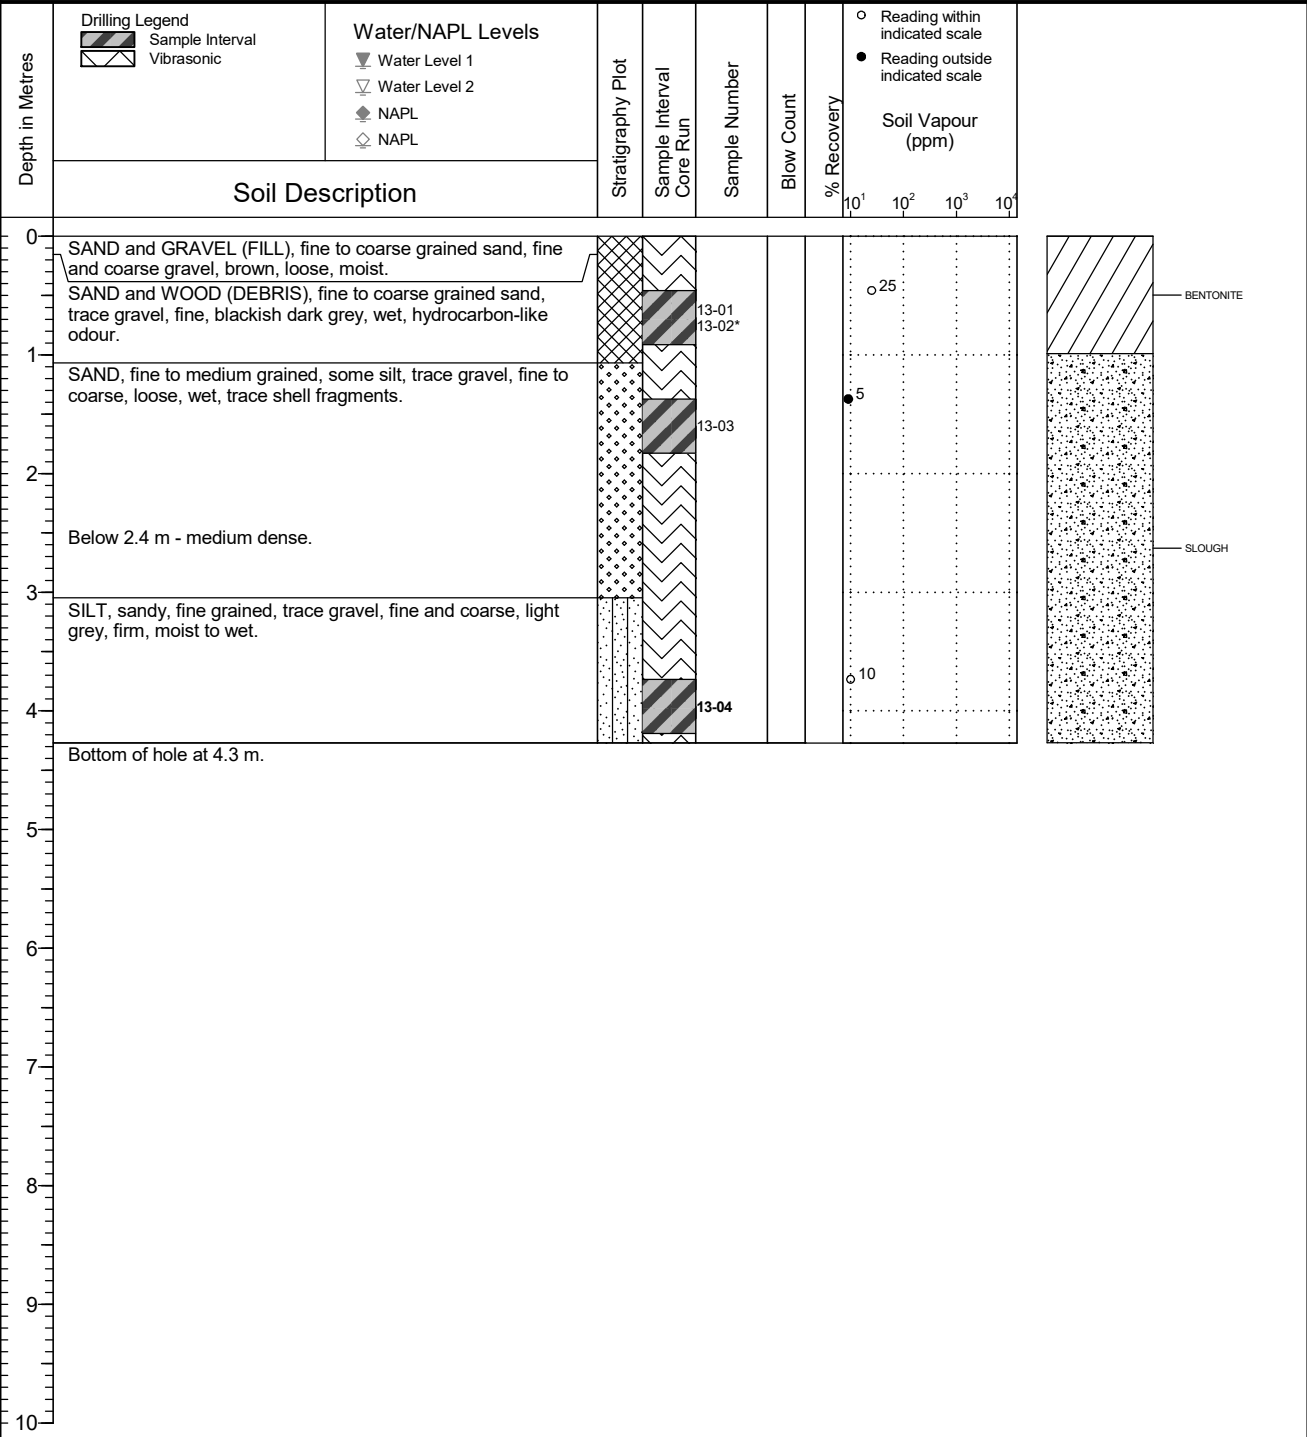 Depth in Metres
Drilling Legend
Sample Interval
Vibrasonic
Water/NAPL Levels
Water Level 1
Water Level 2
NAPL
NAPL
Soil Description
Stratigraphy Plot
Sample Interval
Core Run
Sample Number
Blow Count
% Recovery
Reading within
indicated scale
Reading outside
indicated scale
Soil Vapour
(ppm)
10¹ 10² 10³ 10⁴
0
SAND and GRAVEL (FILL), fine to coarse grained sand, fine
and coarse gravel, brown, loose, moist.
SAND and WOOD (DEBRIS), fine to coarse grained sand,
trace gravel, fine, blackish dark grey, wet, hydrocarbon-like
odour.
13-01
13-02*
25
BENTONITE
1
SAND, fine to medium grained, some silt, trace gravel, fine to
coarse, loose, wet, trace shell fragments.
13-03
5
2
Below 2.4 m - medium dense.
SLOUGH
3
SILT, sandy, fine grained, trace gravel, fine and coarse, light
grey, firm, moist to wet.
10
13-04
4
Bottom of hole at 4.3 m.
5
6
7
8
9
10